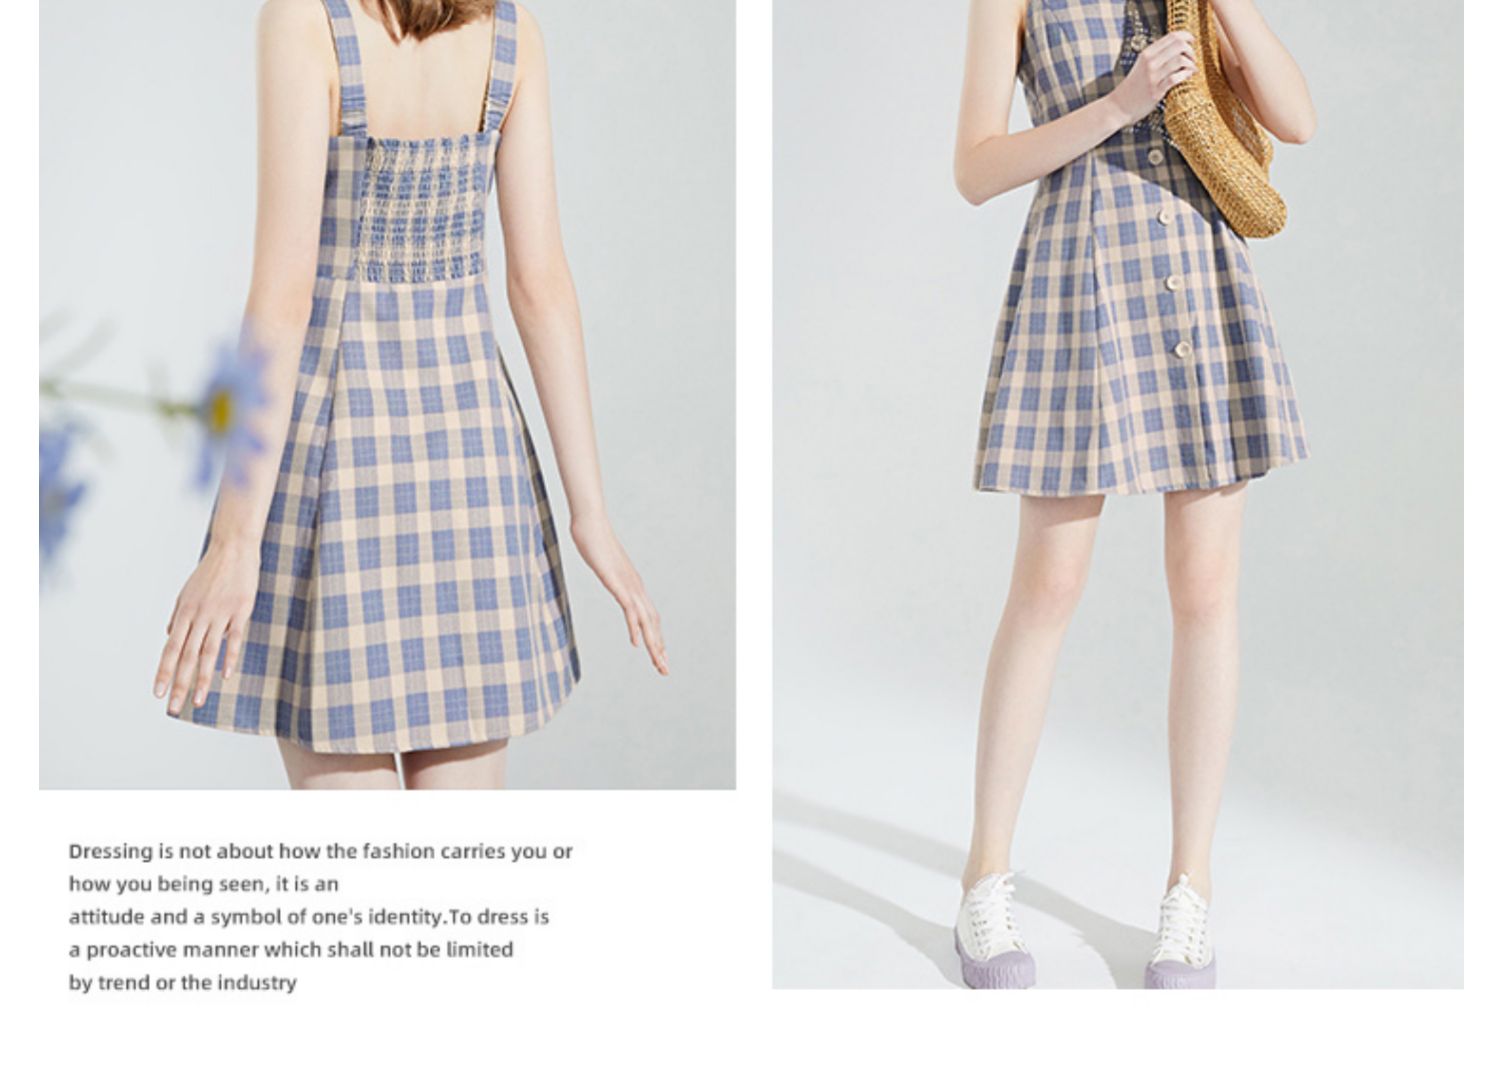 Dressing is not about how the fashion carries you or
how you being seen, it is an
attitude and a symbol of one's identity.To dress is
a proactive manner which shall not be limited
by trend or the industry